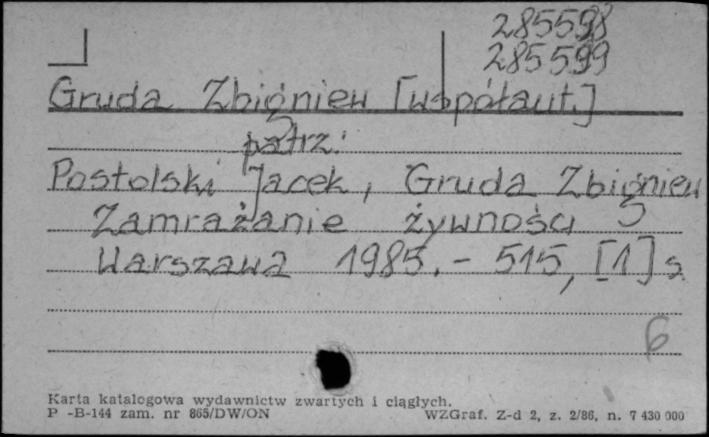 285598
285599
Gruda Zbigniew [współaut.]
patrz:
Postolski Jacek, Gruda Zbigniew
Zamrażanie żywności
Warszawa 1985. - 515, [1] s
6
Karta katalogowa wydawnictw zwartych i ciągłych.
P -B-144 zam. nr 865/DW/ON WZGraf. Z-d 2, z. 2/86, n. 7 430 000